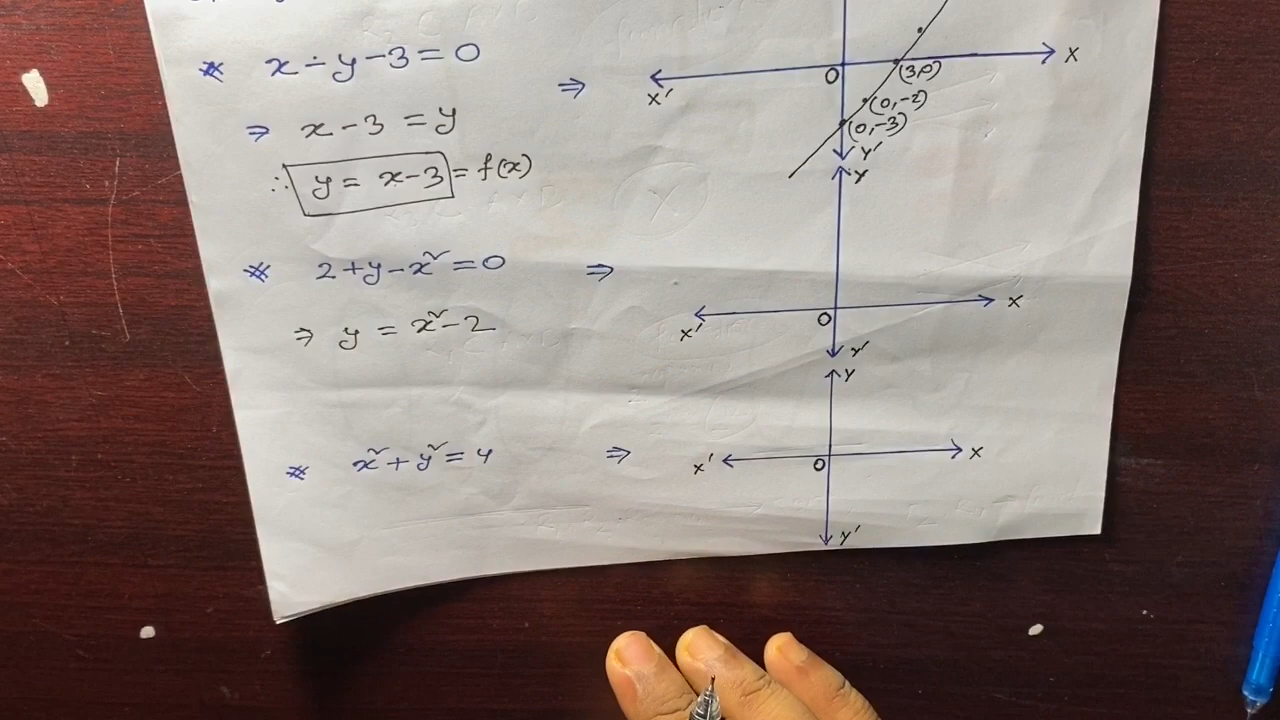 * x - y - 3 = 0 ⇒
⇒ x - 3 = y
∴ y = x - 3 = f(x)
X' O X
(3,0)
(0,-2)
(0,-3)
Y'
* 2 + y - x² = 0 ⇒
⇒ y = x² - 2
Y
X' O X
Y'
* x² + y² = 4 ⇒
Y
X' O X
Y'